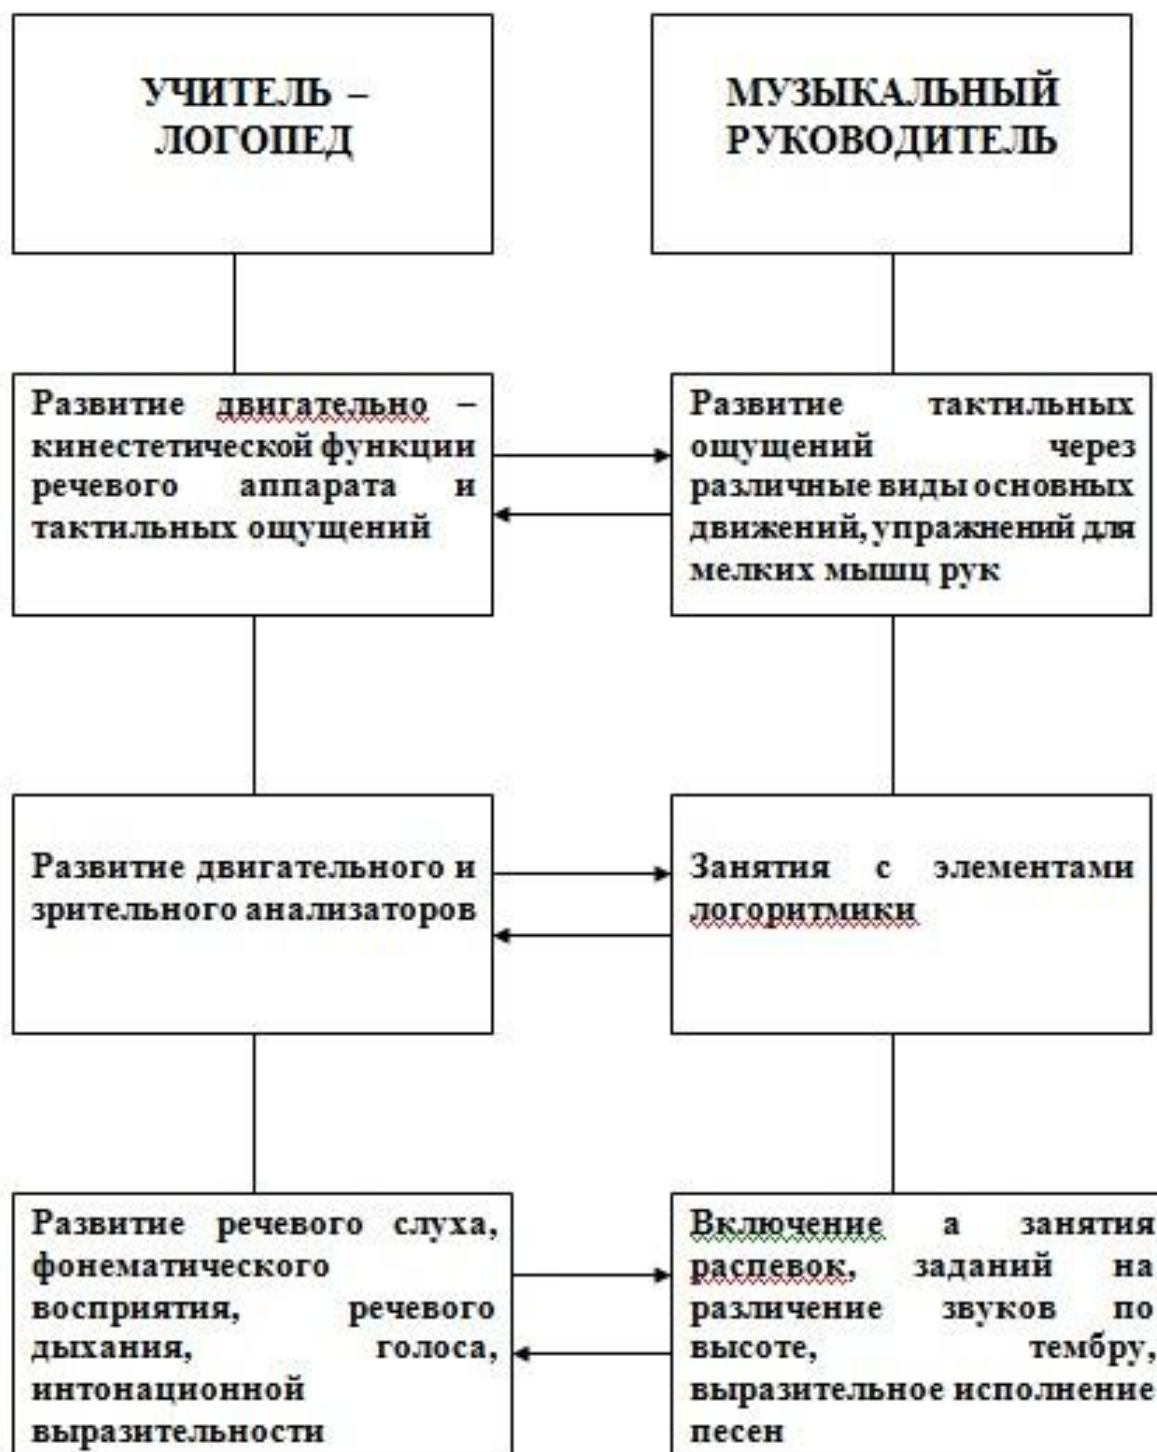 УЧИТЕЛЬ –
ЛОГОПЕД
МУЗЫКАЛЬНЫЙ
РУКОВОДИТЕЛЬ
Развитие двигательно –
кинестетической функции
речевого аппарата и
тактильных ощущений
Развитие тактильных
ощущений через
различные виды основных
движений, упражнений для
мелких мышц рук
Развитие двигательного и
зрительного анализаторов
Занятия с элементами
логоритмики
Развитие речевого слуха,
фонематического
восприятия, речевого
дыхания, голоса,
интонационной
выразительности
Включение а занятия
распевок, заданий на
различение звуков по
высоте, тембру,
выразительное исполнение
песен